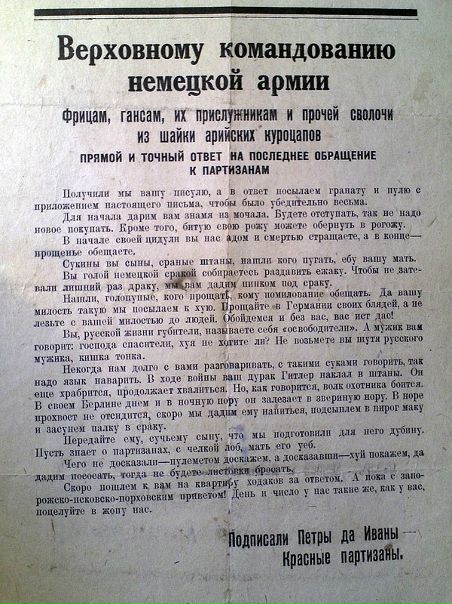 Верховному командованию
немецкой армии
Фрицам, гансам, их прислужникам и прочей сволочи
из шайки арийских куроцапов
ПРЯМОЙ И ТОЧНЫЙ ОТВЕТ НА ПОСЛЕДНЕЕ ОБРАЩЕНИЕ
К ПАРТИЗАНАМ
Получили мы вашу писулю, а в ответ посылаем гранату и пулю с
приложением настоящего письма, чтобы было убедительно весьма.
Для начала дарим вам знамя из мочала. Будете отступать, так не надо
новое покупать. Кроме того, битую свою рожу можете обернуть в рогожу.
В начале своей цидули вы нас адом и смертью стращаете, а в конце—
прощенье обещаете.
Сукины вы сыны, сраные штаны, нашли кого пугать, ебу вашу мать.
Вы голой немецкой сракой собираетесь раздавить ежаку. Чтобы не зате-
вали лишний раз драку, мы вам дадим пинком под сраку.
Нашли, голопупые, кого прощать, кому помилование обещать. Да вашу
милость такую мы посылаем к хую. Прощайте в Германии своих блядей, а не
лезьте с вашей милостью до людей. Обойдемся и без вас, вас ист дас!
Вы, русской жизни губители, называете себя «освободители». А мужик вам
говорит: господа спасители, хуя не хотите ли? Не возьмете вы нутря русского
мужика, кишка тонка.
Некогда нам долго с вами разговаривать, с такими суками говорить, так
надо язык наварить. В ходе войны ваш дурак Гитлер наклал в штаны. Он
еще храбрится, продолжает хвалиться. Но, как говорится, волк охотника боится.
В своем Берлине днем и в ночную пору он залезает в звериную нору. В норе
прохвост не отсидится, скоро мы дадим ему напиться, подсыплем в пирог маку
и засунем палку в сраку.
Передайте ему, сучьему сыну, что мы подготовили для него дубину.
Пусть знает о партизанах, с челкой лоб, мать его уеб.
Чего не досказали—пулеметом доскажем, а досказавши—хуй покажем, да
дадим пососать, тогда не будете листовки бросать.
Скоро пошлем к вам на квартиру ходаков за ответом. А пока с запо-
рожско-псковско-порховским приветом! День и число у нас такие же, как у вас,
поцелуйте в жопу нас.
Подписали Петры да Иваны —
Красные партизаны.